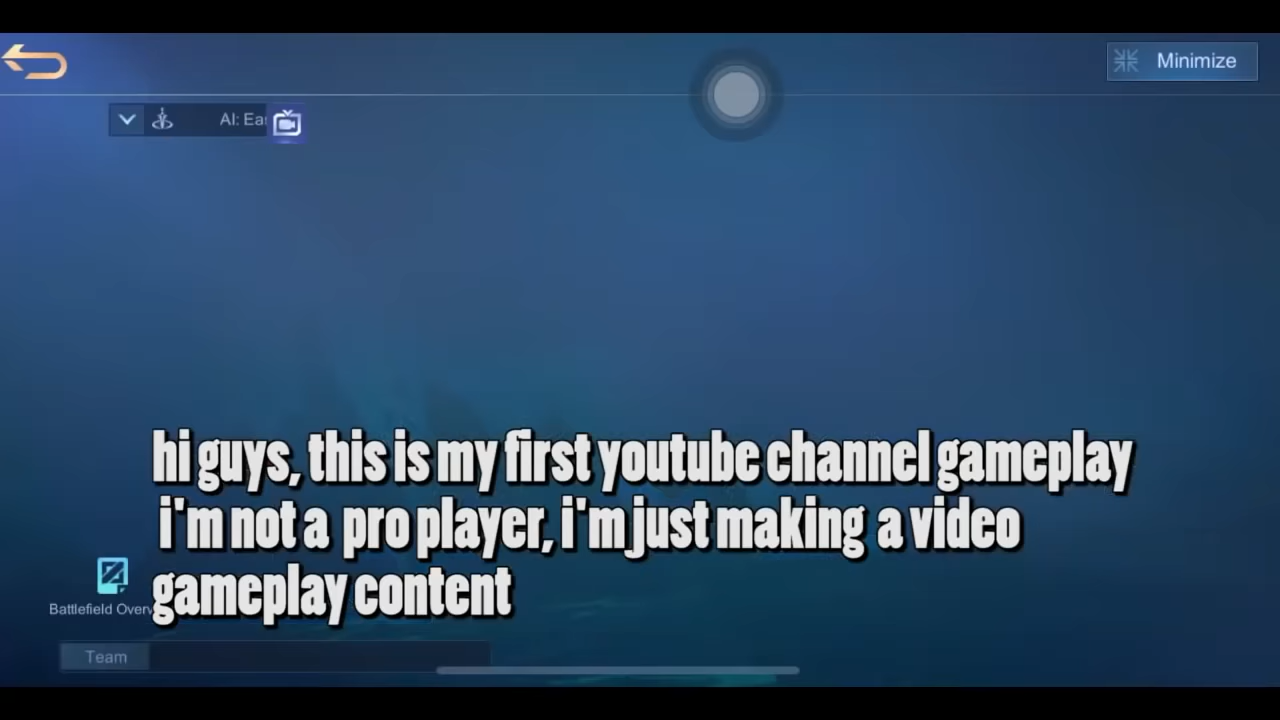 Minimize
AI: Ea
hi guys, this is my first youtube channel gameplay
i'm not a pro player, i'm just making a video
gameplay content
Battlefield Overv
Team